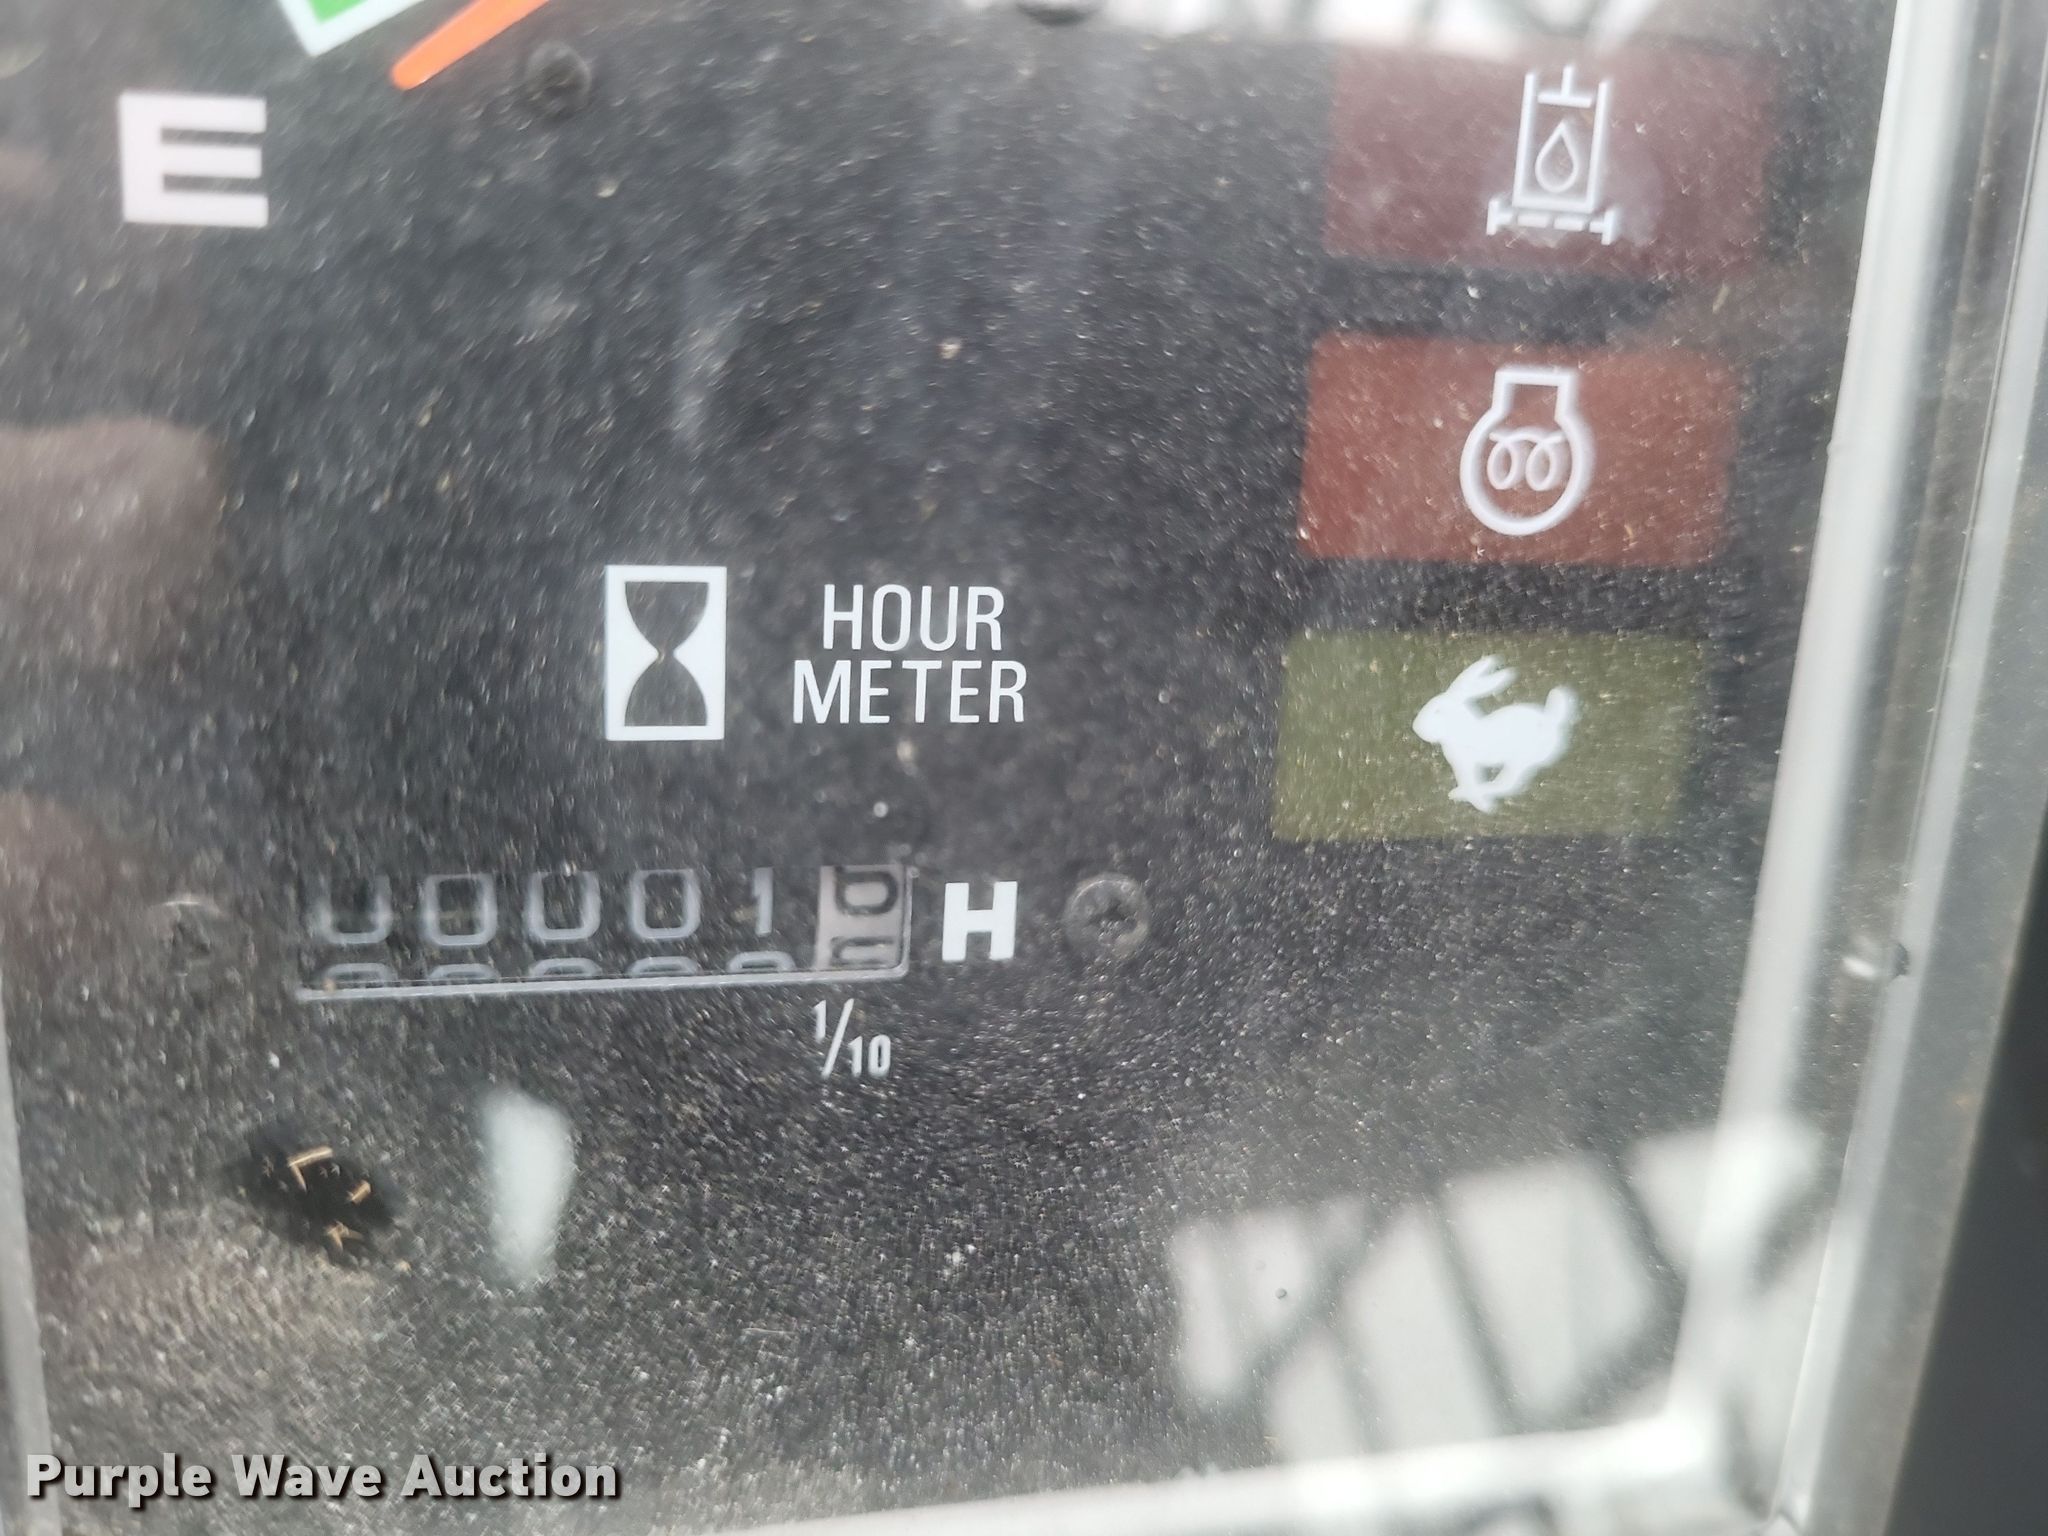 E
HOUR
METER
00001 H
1/10
Purple Wave Auction